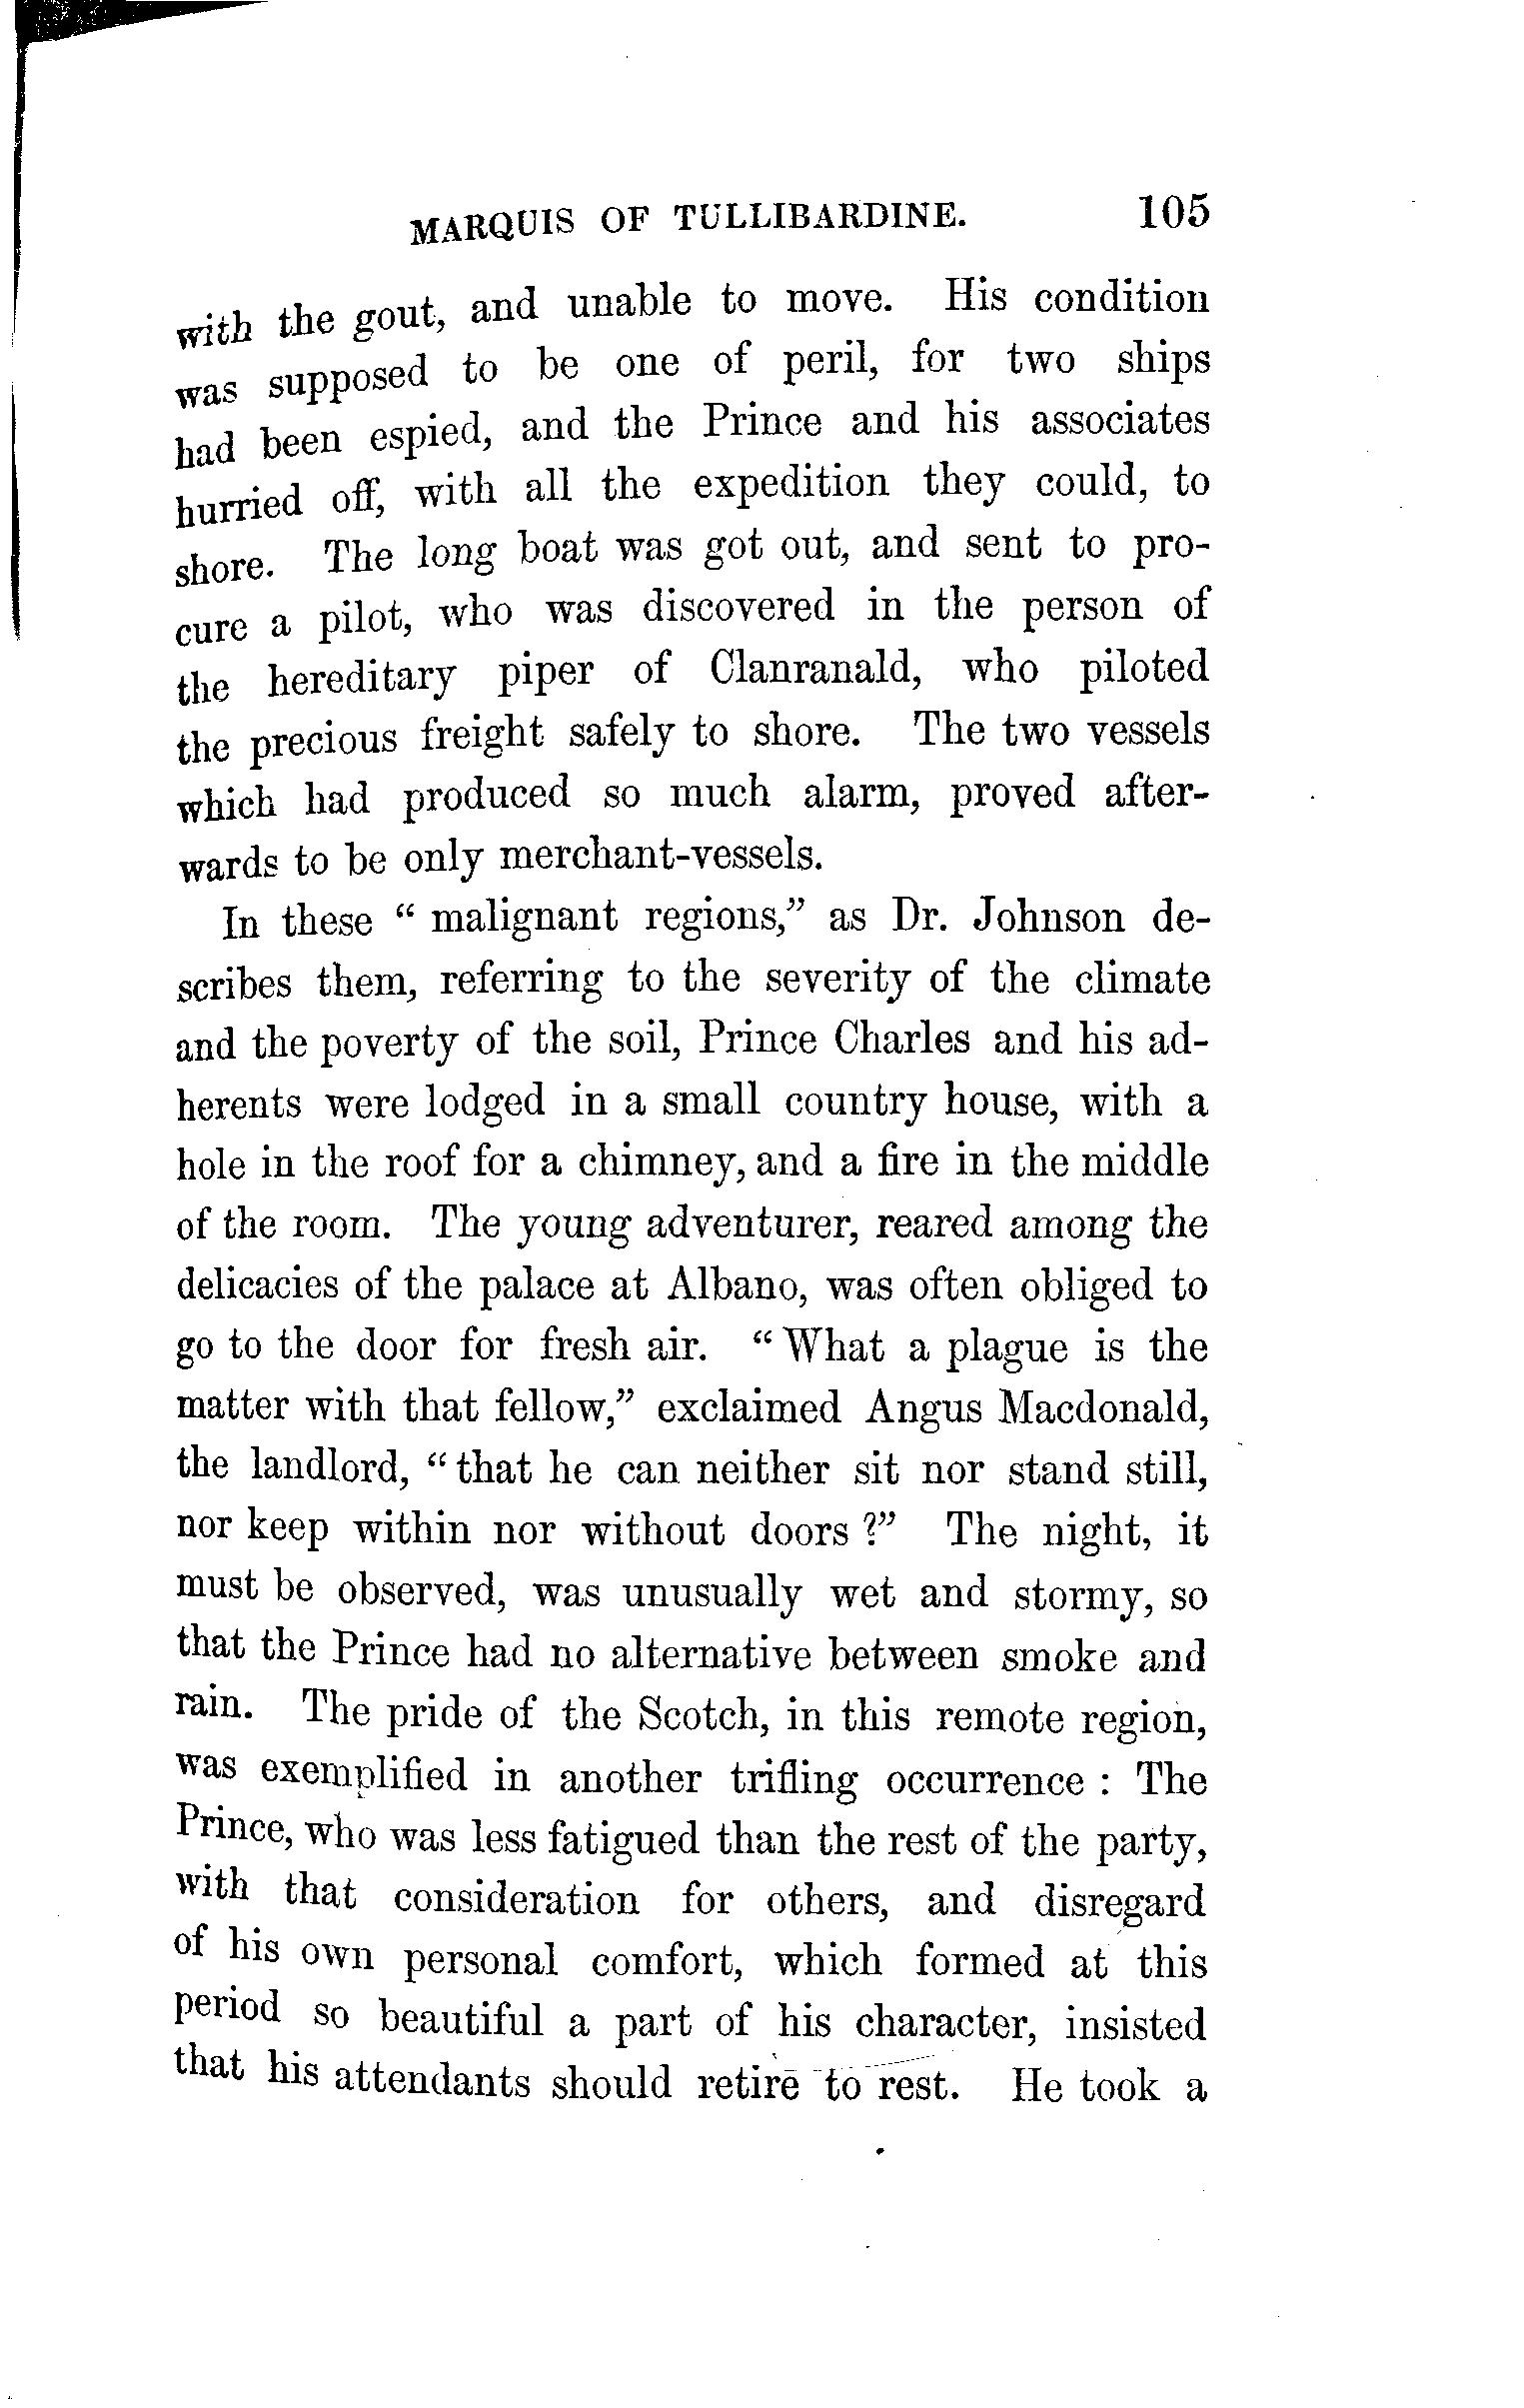 MARQUIS OF TULLIBARDINE. 105
with the gout, and unable to move. His condition
was supposed to be one of peril, for two ships
had been espied, and the Prince and his associates
hurried off, with all the expedition they could, to
shore. The long boat was got out, and sent to pro-
cure a pilot, who was discovered in the person of
the hereditary piper of Clanranald, who piloted
the precious freight safely to shore. The two vessels
which had produced so much alarm, proved after-
wards to be only merchant-vessels.
In these “ malignant regions,” as Dr. Johnson de-
scribes them, referring to the severity of the climate
and the poverty of the soil, Prince Charles and his ad-
herents were lodged in a small country house, with a
hole in the roof for a chimney, and a fire in the middle
of the room. The young adventurer, reared among the
delicacies of the palace at Albano, was often obliged to
go to the door for fresh air. “ What a plague is the
matter with that fellow,” exclaimed Angus Macdonald,
the landlord, “ that he can neither sit nor stand still,
nor keep within nor without doors ?” The night, it
must be observed, was unusually wet and stormy, so
that the Prince had no alternative between smoke and
rain. The pride of the Scotch, in this remote region,
was exemplified in another trifling occurrence : The
Prince, who was less fatigued than the rest of the party,
with that consideration for others, and disregard
of his own personal comfort, which formed at this
period so beautiful a part of his character, insisted
that his attendants should retire to rest. He took a